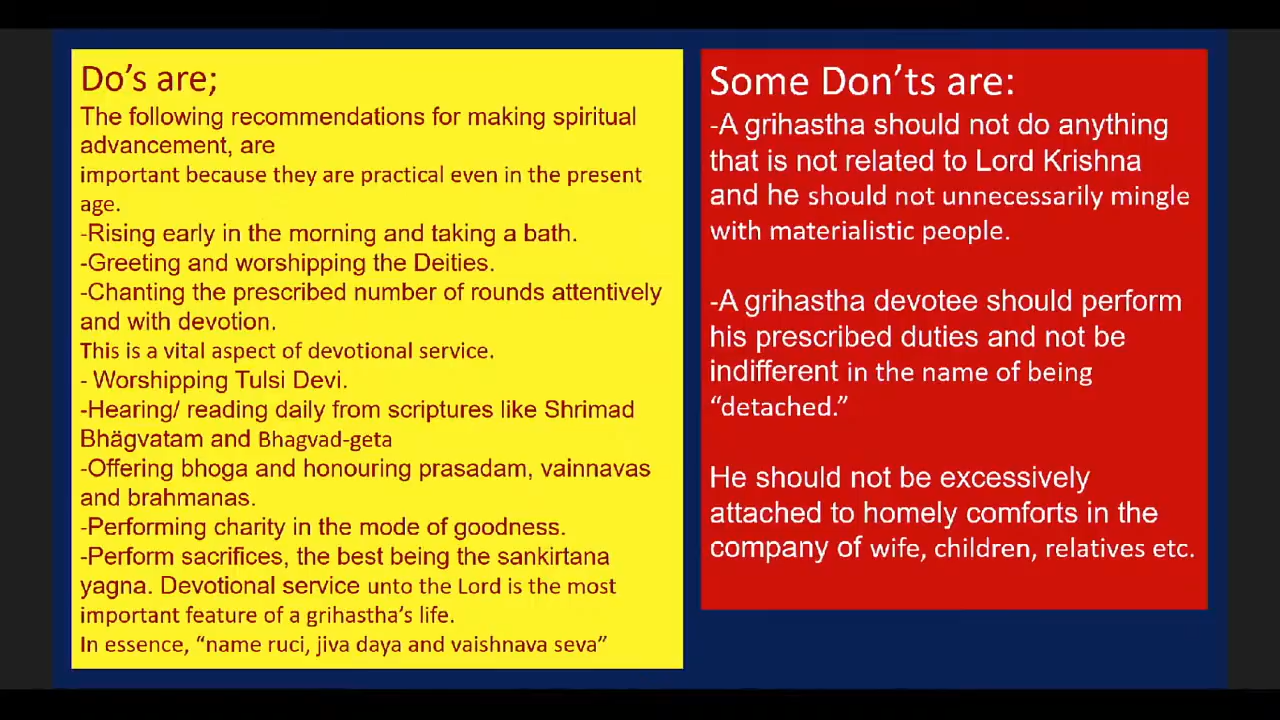 Do's are;
The following recommendations for making spiritual
advancement, are
important because they are practical even in the present
age.
-Rising early in the morning and taking a bath.
-Greeting and worshipping the Deities.
-Chanting the prescribed number of rounds attentively
and with devotion.
This is a vital aspect of devotional service.
- Worshipping Tulsi Devi.
-Hearing/ reading daily from scriptures like Shrimad
Bhägvatam and Bhagvad-geta
-Offering bhoga and honouring prasadam, vainnavas
and brahmanas.
-Performing charity in the mode of goodness.
-Perform sacrifices, the best being the sankirtana
yagna. Devotional service unto the Lord is the most
important feature of a grihastha's life.
In essence, “name ruci, jiva daya and vaishnava seva”
Some Don'ts are:
-A grihastha should not do anything
that is not related to Lord Krishna
and he should not unnecessarily mingle
with materialistic people.
-A grihastha devotee should perform
his prescribed duties and not be
indifferent in the name of being
“detached.”
He should not be excessively
attached to homely comforts in the
company of wife, children, relatives etc.